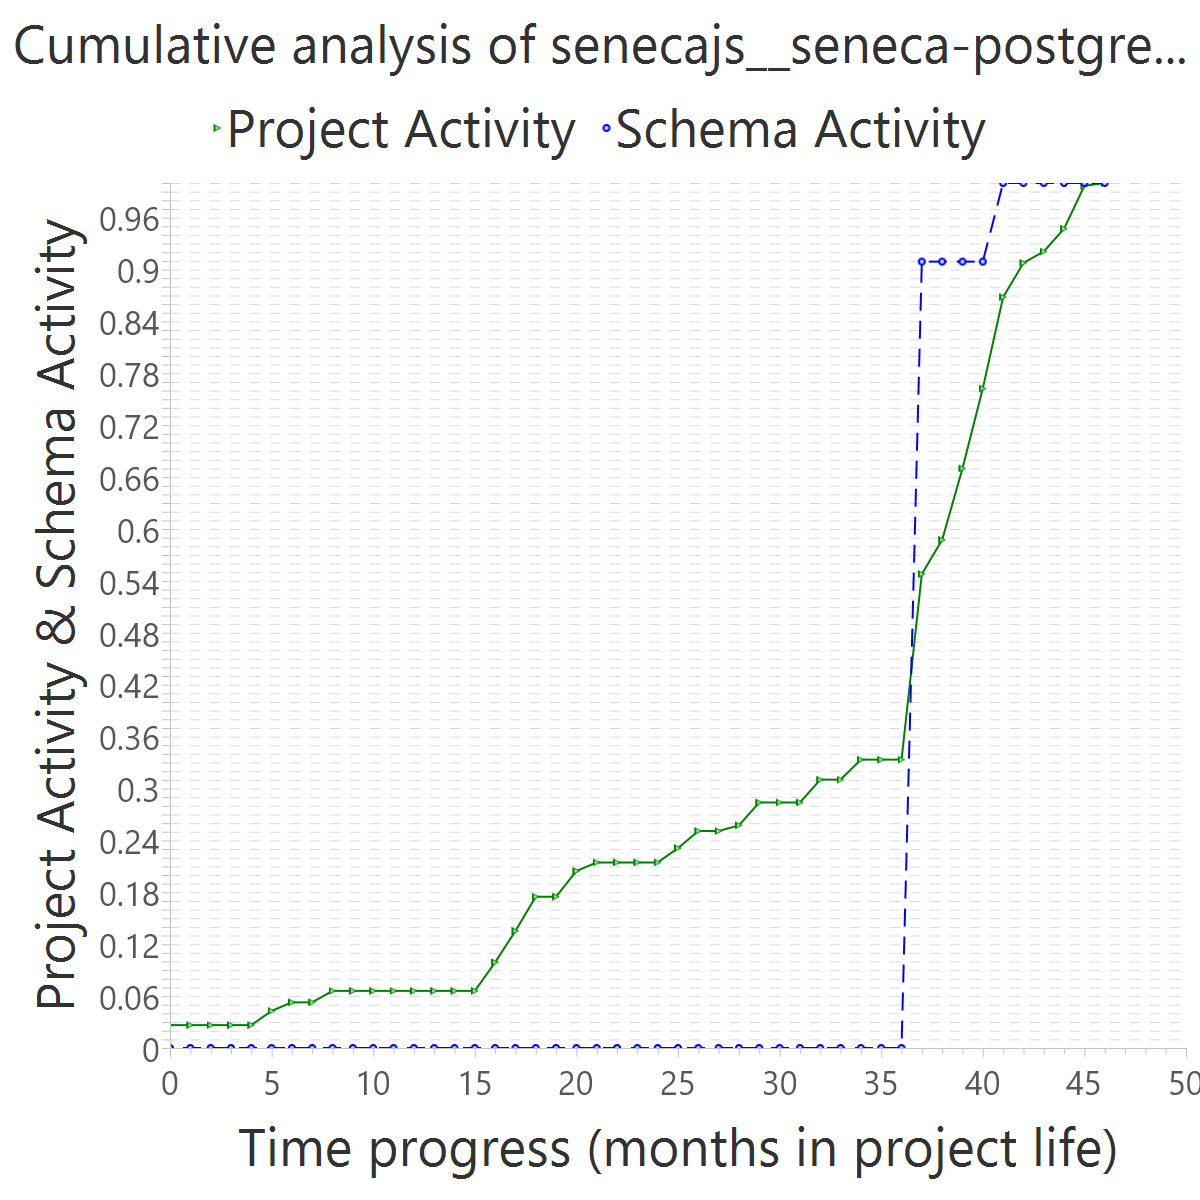 Cumulative analysis of senecajs__seneca-postgre...
Project Activity
Schema Activity
Project Activity & Schema Activity
0.96
0.9
0.84
0.78
0.72
0.66
0.6
0.54
0.48
0.42
0.36
0.3
0.24
0.18
0.12
0.06
0
0 5 10 15 20 25 30 35 40 45 50
Time progress (months in project life)